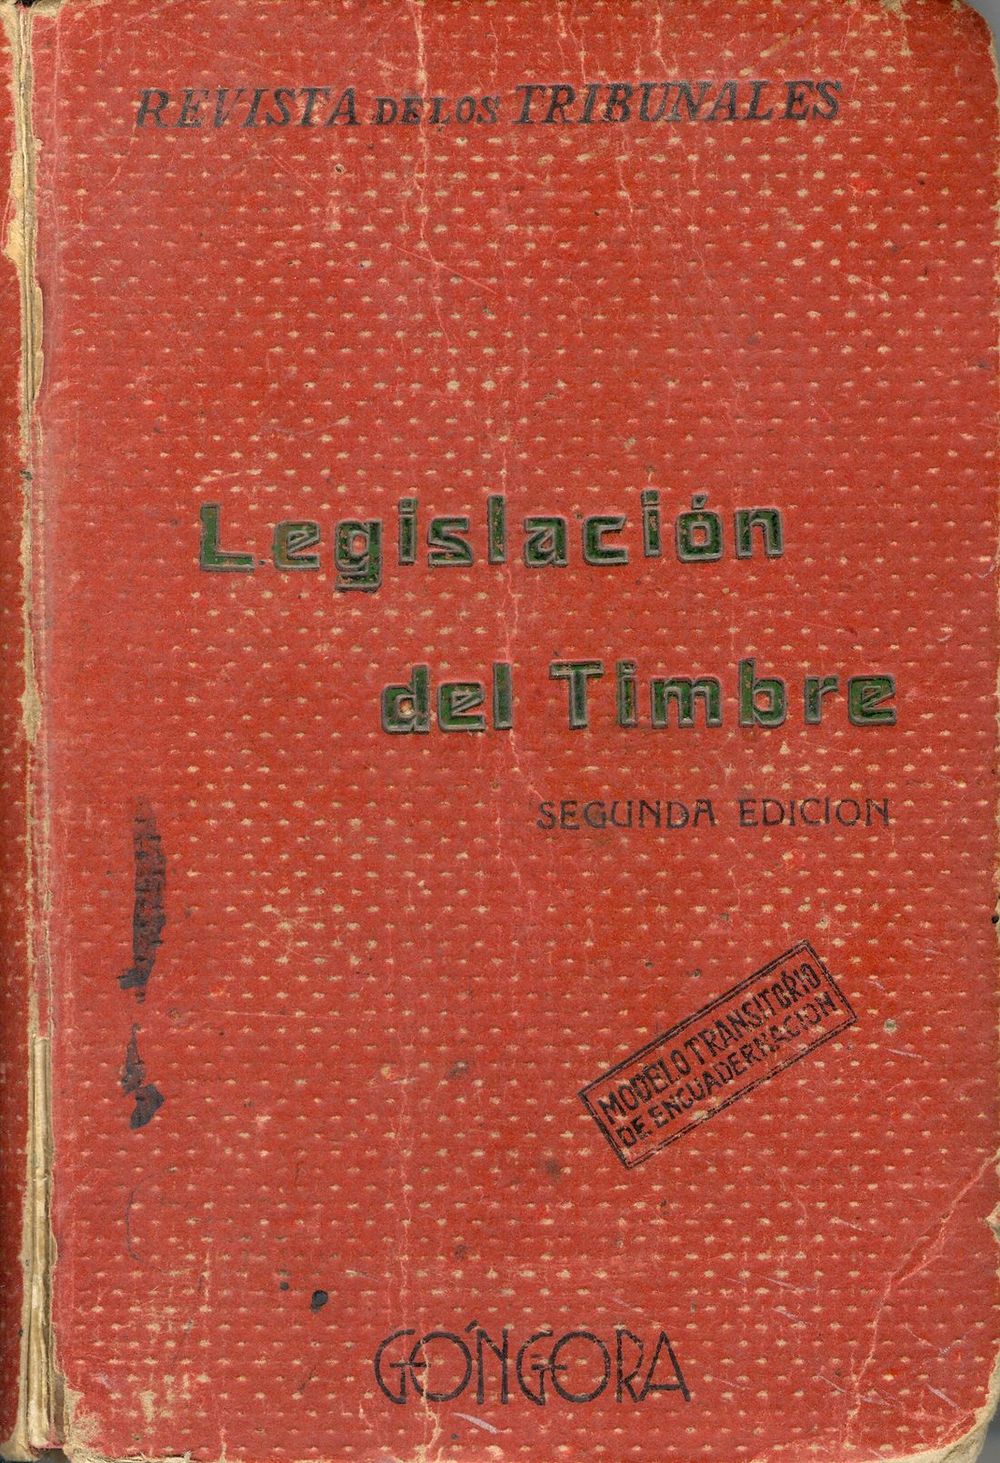 REVISTA DE LOS TRIBUNALES
Legislación
del Timbre
SEGUNDA EDICION
MODELO TRANSITORIO
DE ENCUADERNACION
GÓNGORA